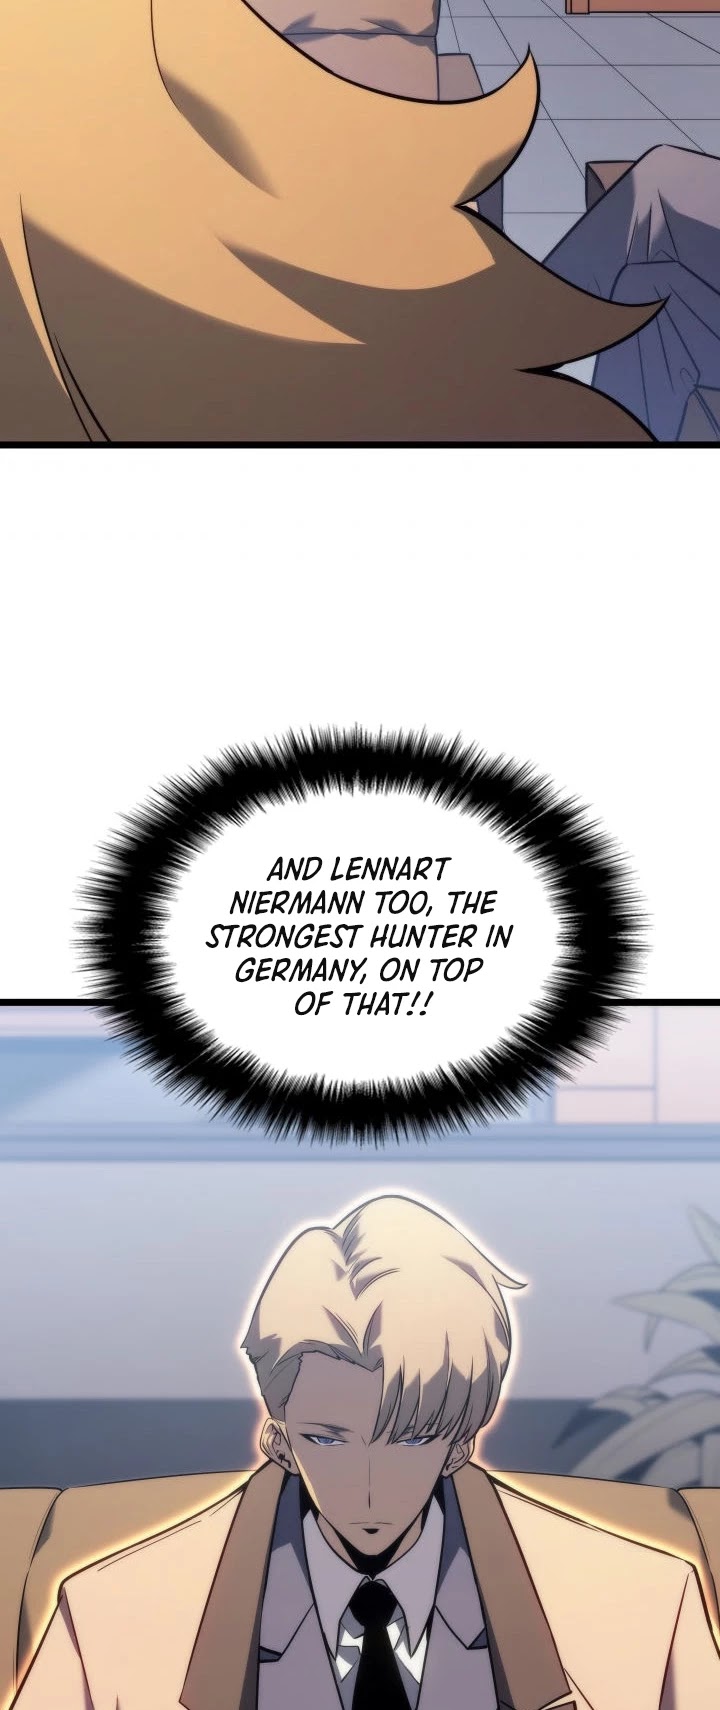 AND LENNART
NIERMANN TOO, THE
STRONGEST HUNTER IN
GERMANY, ON TOP
OF THAT!!